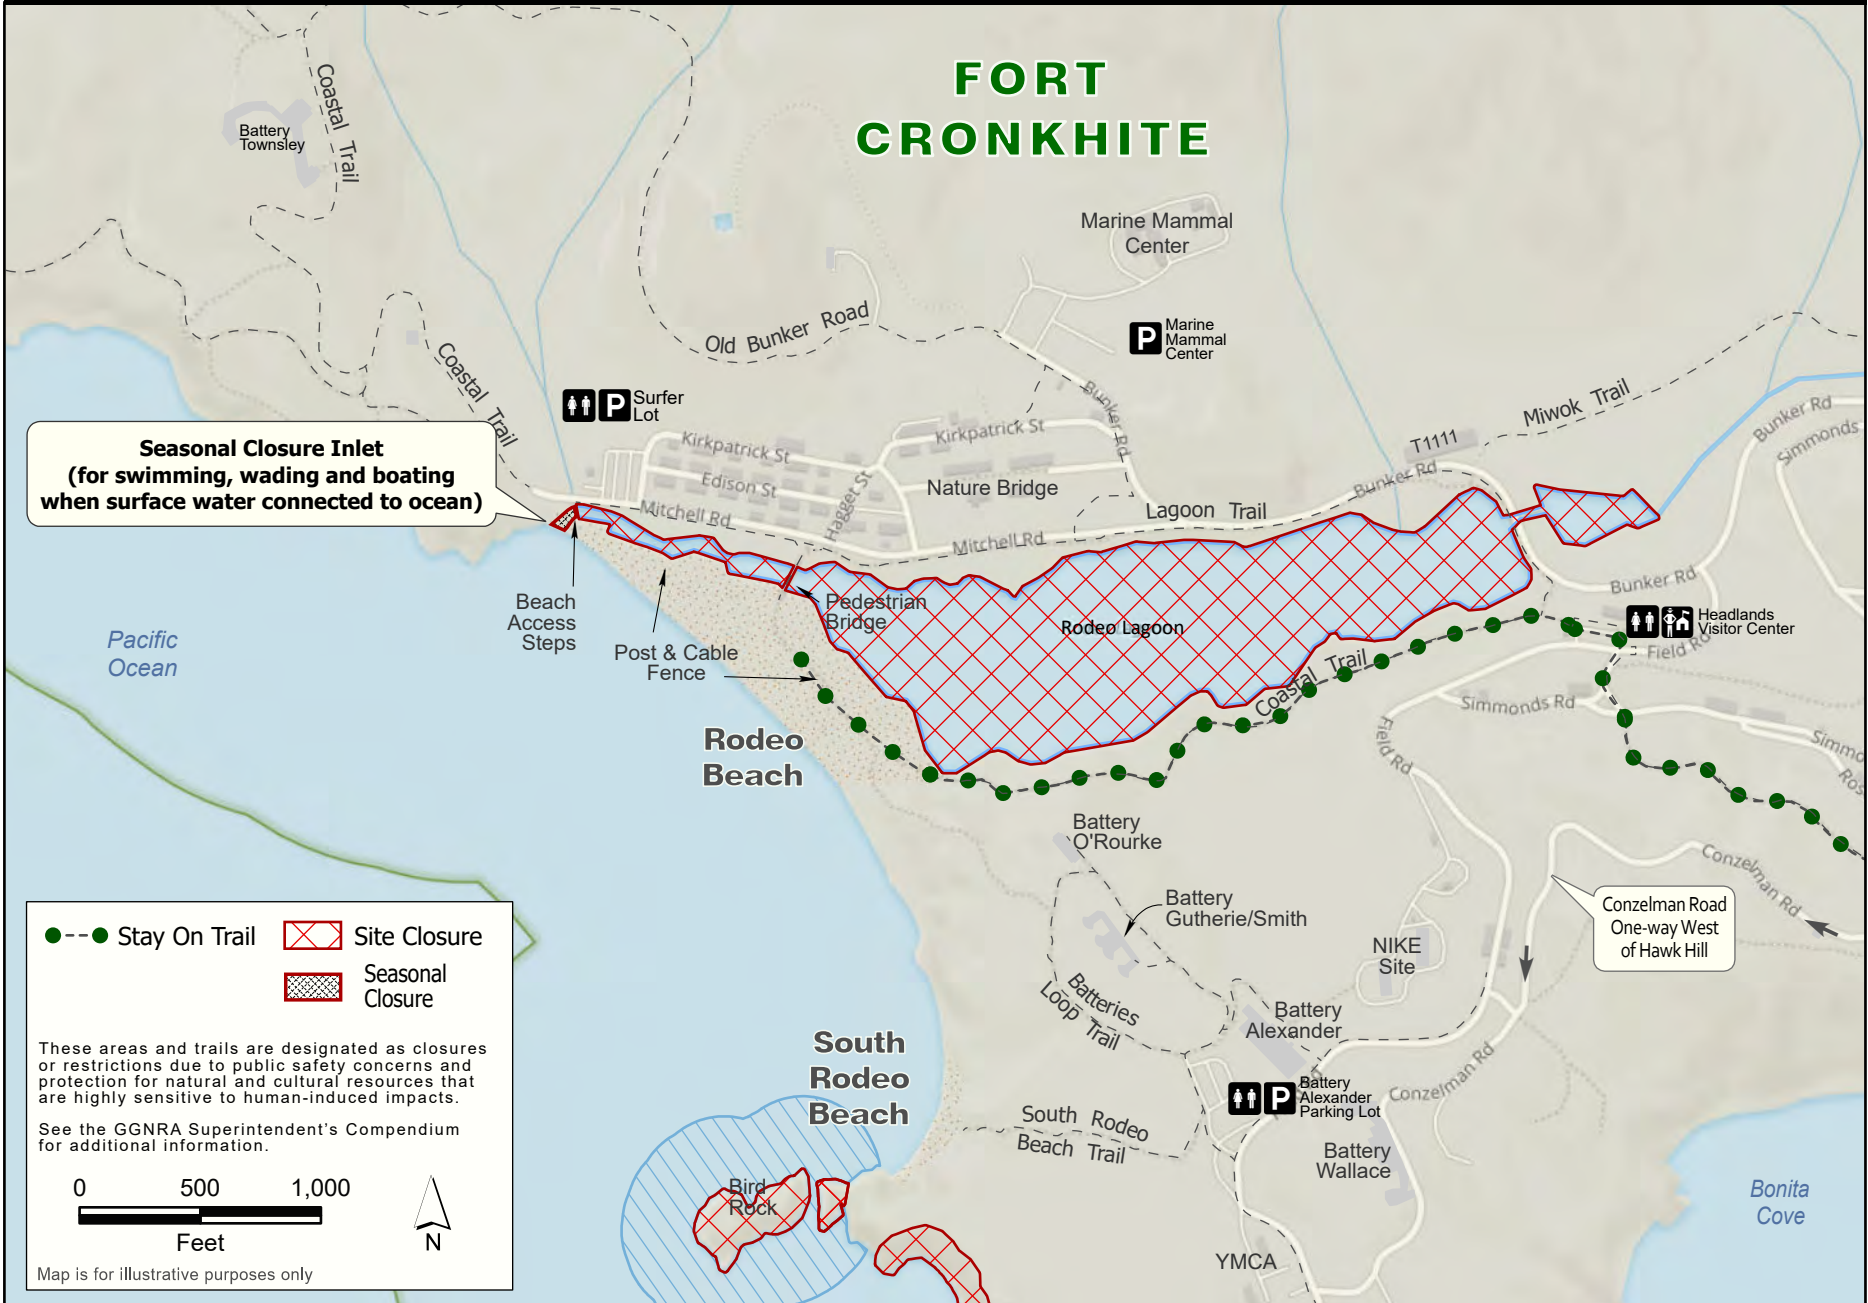 FORT
CRONKHITE
Coastal Trail
Battery
Townsley
Marine Mammal
Center
Old Bunker Road
P
Marine
Mammal
Center
Coastal Trail
P
Surfer
Lot
Bunker Rd
Miwok Trail
Bunker Rd
Simmonds
Seasonal Closure Inlet
(for swimming, wading and boating
when surface water connected to ocean)
Kirkpatrick St
Kirkpatrick St
T1111
Bunker Rd
Edison St
Nature Bridge
Hagget St
Mitchell Rd
Lagoon Trail
Mitchell Rd
Bunker Rd
Beach
Access
Steps
Pedestrian
Bridge
Rodeo Lagoon
Headlands
Visitor Center
Field Rd
Pacific
Ocean
Post & Cable
Fence
Coastal Trail
Simmonds Rd
Field Rd
Simmo
Ros
Rodeo
Beach
Battery
O'Rourke
Conzelman Rd
Battery
Gutherie/Smith
Conzelman Road
One-way West
of Hawk Hill
NIKE
Site
Batteries
Loop Trail
Battery
Alexander
South
Rodeo
Beach
Conzelman Rd
P
Battery
Alexander
Parking Lot
South Rodeo
Beach Trail
Battery
Wallace
Bird
Rock
Bonita
Cove
YMCA
Stay On Trail
Site Closure
Seasonal
Closure
These areas and trails are designated as closures
or restrictions due to public safety concerns and
protection for natural and cultural resources that
are highly sensitive to human-induced impacts.
See the GGNRA Superintendent's Compendium
for additional information.
0 500 1,000
Feet
N
Map is for illustrative purposes only